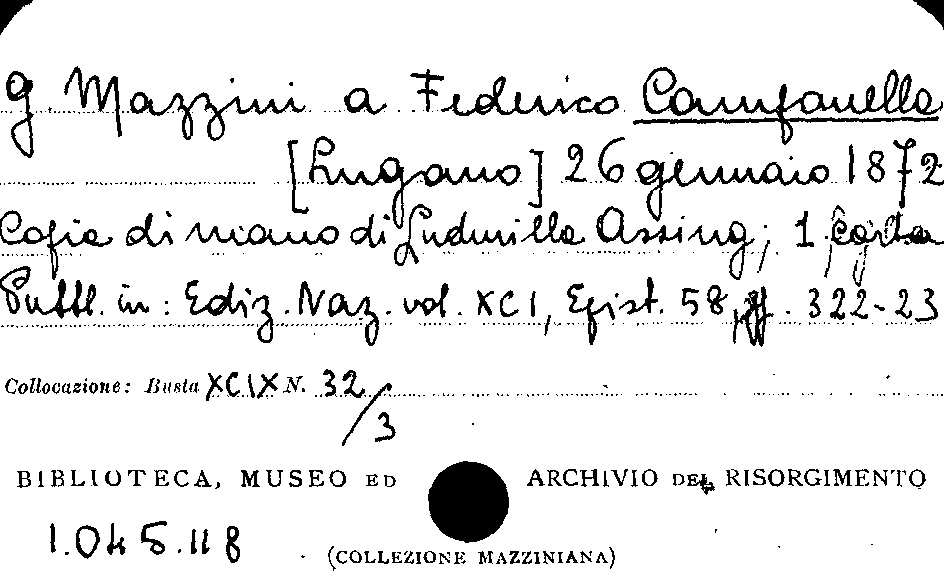 G. Mazzini a Federico Campanella
[Lugano] 26 gennaio 1872
Copia di mano di Ludmilla Assing; 1 carta
Pubbl. in: Ediz. Naz. vol. XCI, Epist. 58, pp. 322-23
Collocazione: Busta XCIX N. 32/3
BIBLIOTECA, MUSEO ED ARCHIVIO DEL RISORGIMENTO
1.045.118
(COLLEZIONE MAZZINIANA)